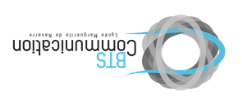 BTS
Communication
Lycée Marguerite de Navarre